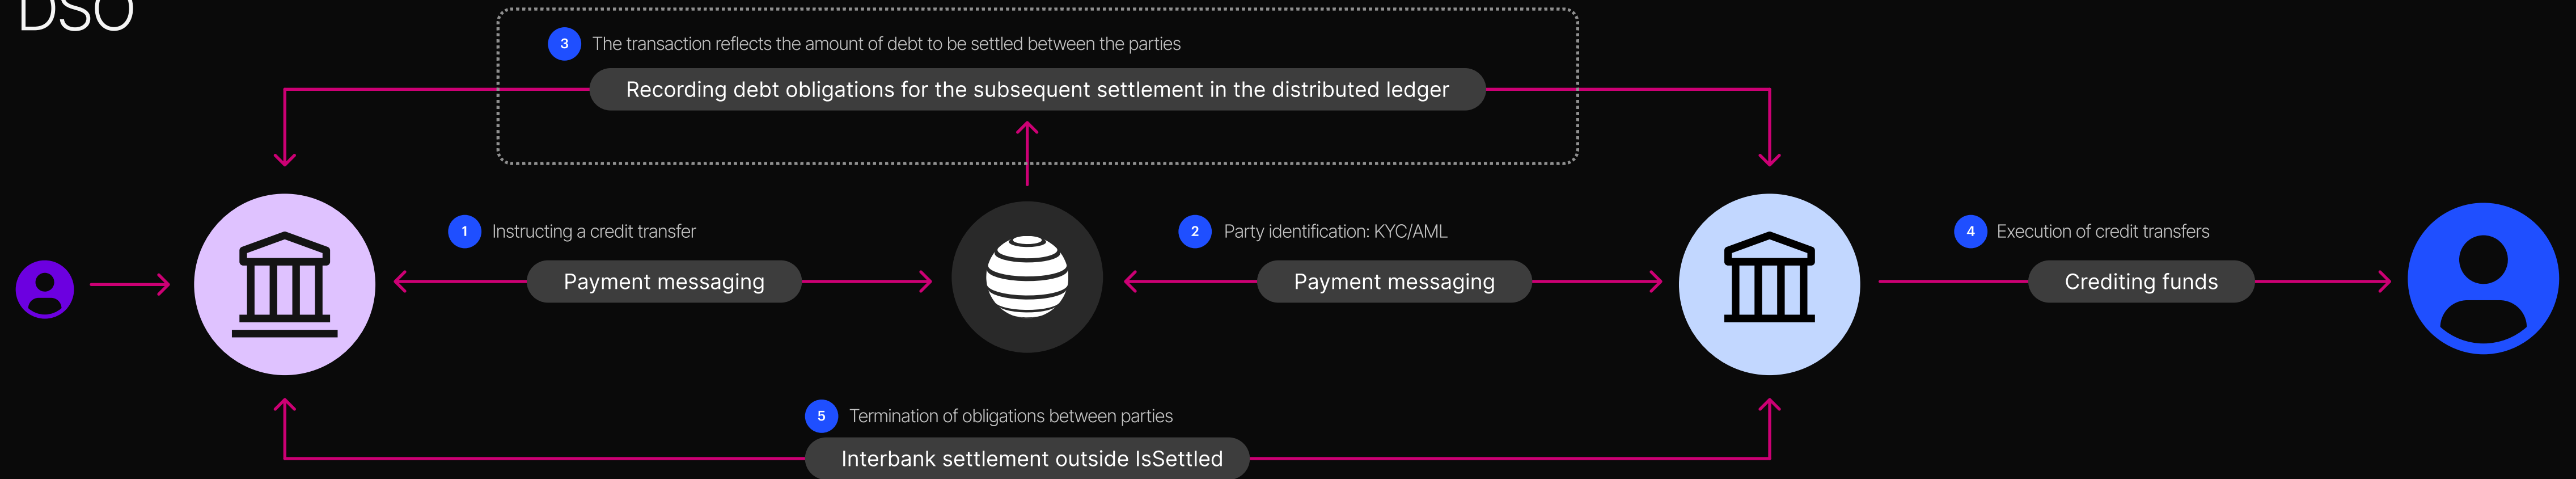 DSO
3 The transaction reflects the amount of debt to be settled between the parties
Recording debt obligations for the subsequent settlement in the distributed ledger
1 Instructing a credit transfer
Payment messaging
2 Party identification: KYC/AML
Payment messaging
4 Execution of credit transfers
Crediting funds
5 Termination of obligations between parties
Interbank settlement outside IsSettled